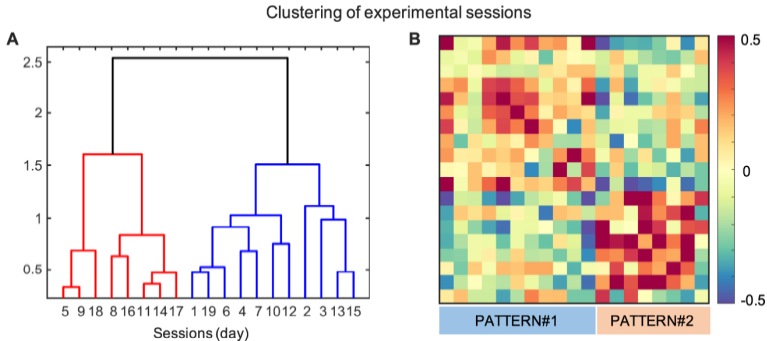 Clustering of experimental sessions
A
2.5
2
1.5
1
0.5
5 9 18 8 16 11 14 17 1 19 6 4 7 10 12 2 3 13 15
Sessions (day)
B
0.5
0
-0.5
PATTERN#1
PATTERN#2